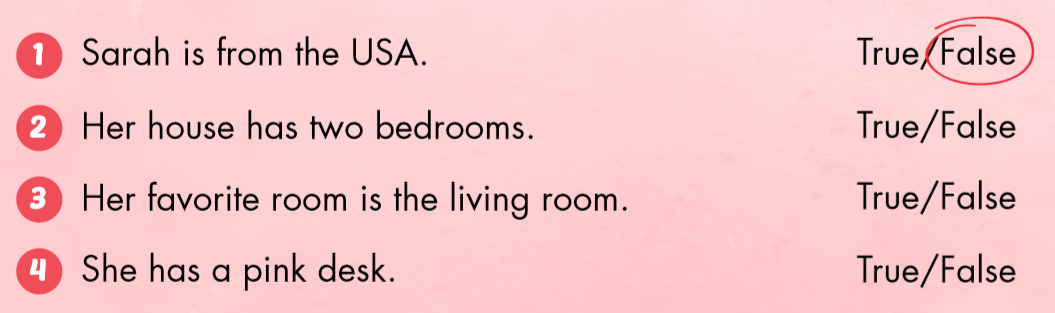 1 Sarah is from the USA. True/False
2 Her house has two bedrooms. True/False
3 Her favorite room is the living room. True/False
4 She has a pink desk. True/False